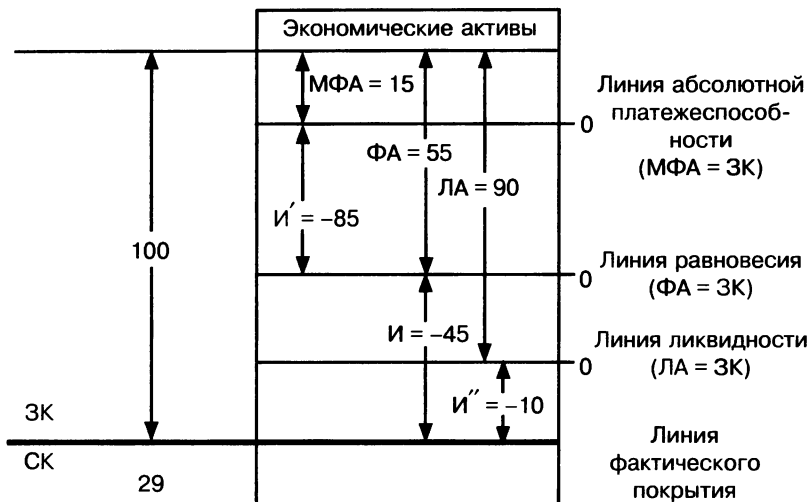 Экономические активы
МФА = 15
Линия абсолютной
платежеспособ-
ности
(МФА = ЗК)
0
ФА = 55
ЛА = 90
И′ = –85
100
Линия равновесия
(ФА = ЗК)
0
И = –45
Линия ликвидности
(ЛА = ЗК)
0
И″ = –10
ЗК
СК
29
Линия
фактического
покрытия